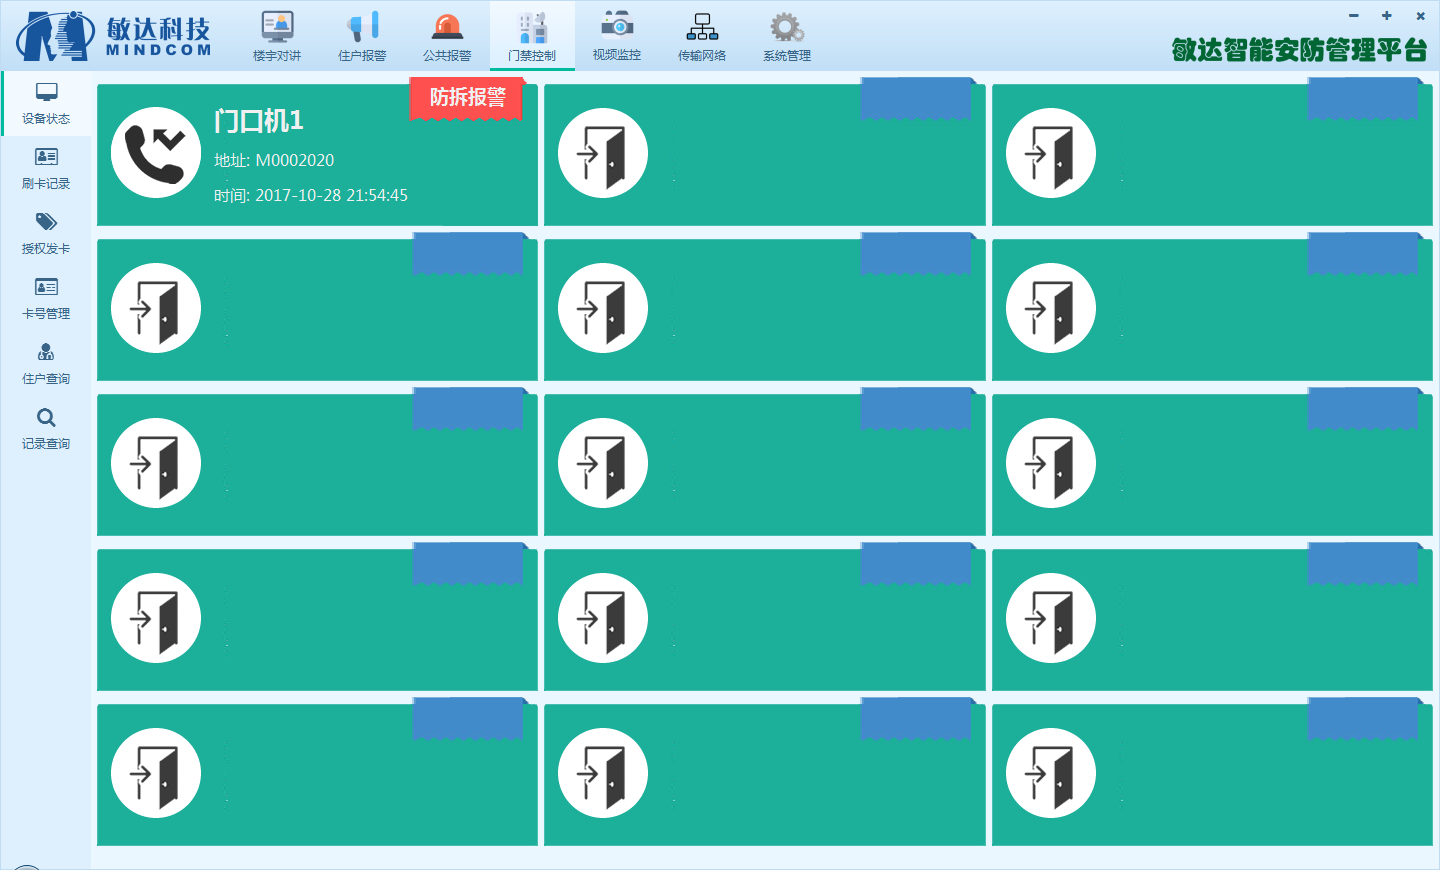 敏达科技
MINDCOM
楼宇对讲
住户报警
公共报警
门禁控制
视频监控
传输网络
系统管理
敏达智能安防管理平台
设备状态
刷卡记录
授权发卡
卡号管理
住户查询
记录查询
防拆报警
门口机1
地址: M0002020
时间: 2017-10-28 21:54:45